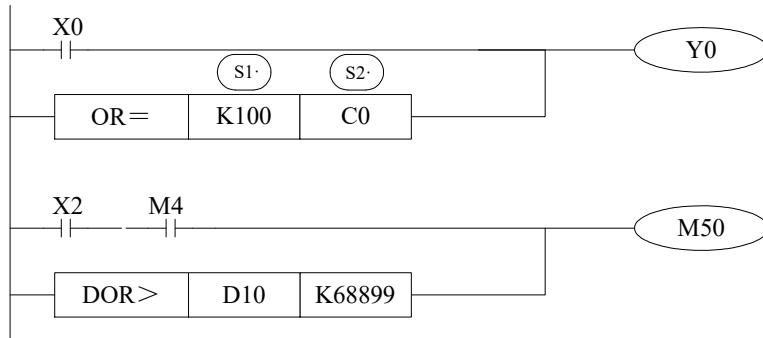 X0
Y0
S1· S2·
OR＝ K100 C0
X2 M4
M50
DOR＞ D10 K68899